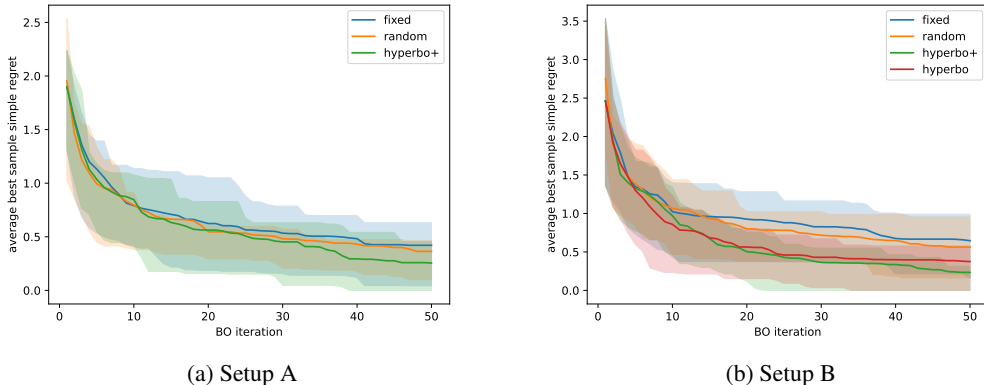 2.5
2.0
1.5
1.0
0.5
0.0
average best sample simple regret
0 10 20 30 40 50
BO iteration
fixed
random
hyperbo+
(a) Setup A
3.5
3.0
2.5
2.0
1.5
1.0
0.5
0.0
average best sample simple regret
0 10 20 30 40 50
BO iteration
fixed
random
hyperbo+
hyperbo
(b) Setup B